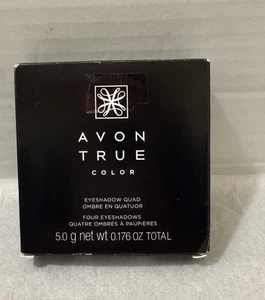 AVON
TRUE
COLOR
EYESHADOW QUAD
OMBRE EN QUATUOR
FOUR EYESHADOWS
QUATRE OMBRES À PAUPIÈRES
5.0 g net wt 0.176 OZ TOTAL